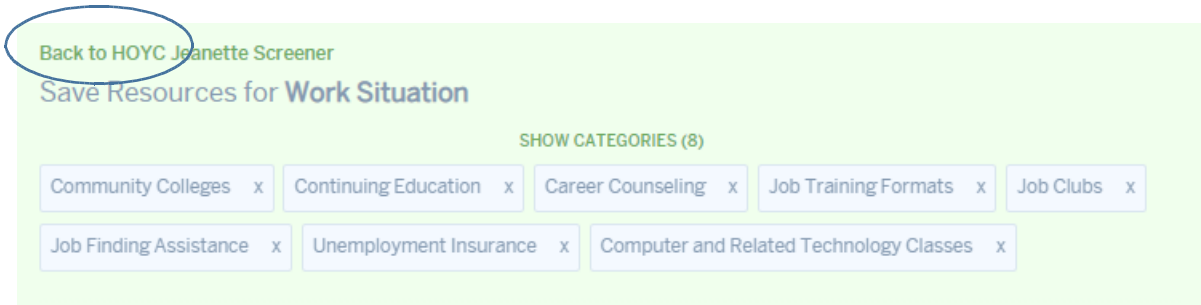 Back to HOYC Jeanette Screener
Save Resources for Work Situation
SHOW CATEGORIES (8)
Community Colleges x Continuing Education x Career Counseling x Job Training Formats x Job Clubs x
Job Finding Assistance x Unemployment Insurance x Computer and Related Technology Classes x